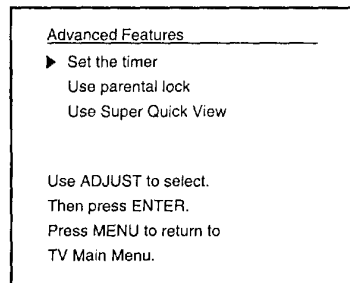 Advanced Features
Set the timer
Use parental lock
Use Super Quick View
Use ADJUST to select.
Then press ENTER.
Press MENU to return to
TV Main Menu.